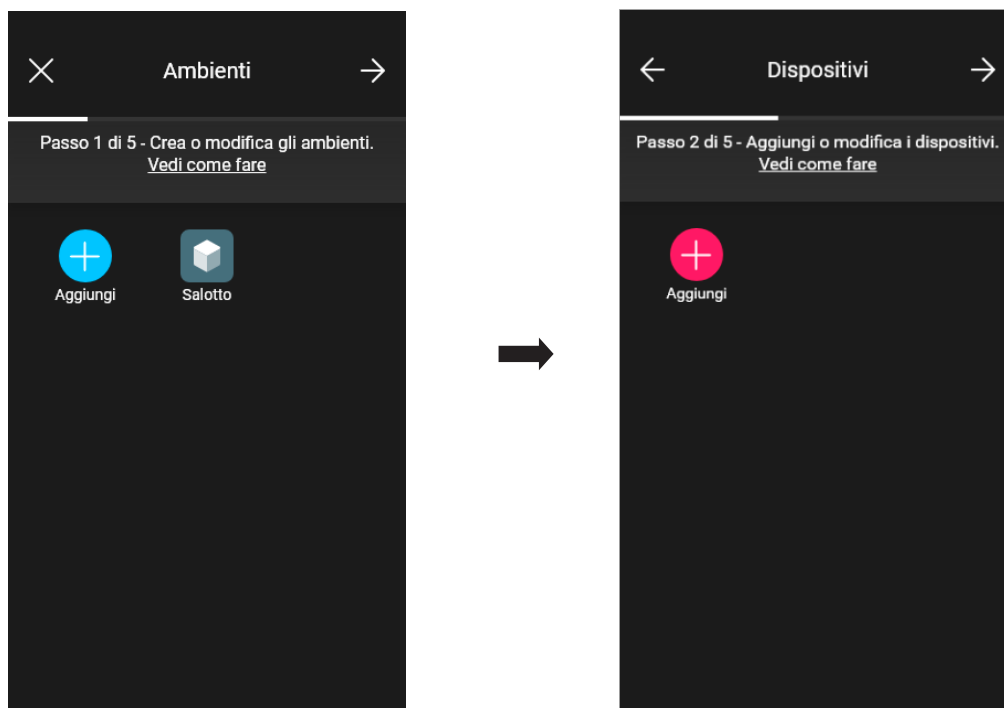 Ambienti
Passo 1 di 5 - Crea o modifica gli ambienti.
Vedi come fare
Aggiungi
Salotto
Dispositivi
Passo 2 di 5 - Aggiungi o modifica i dispositivi.
Vedi come fare
Aggiungi